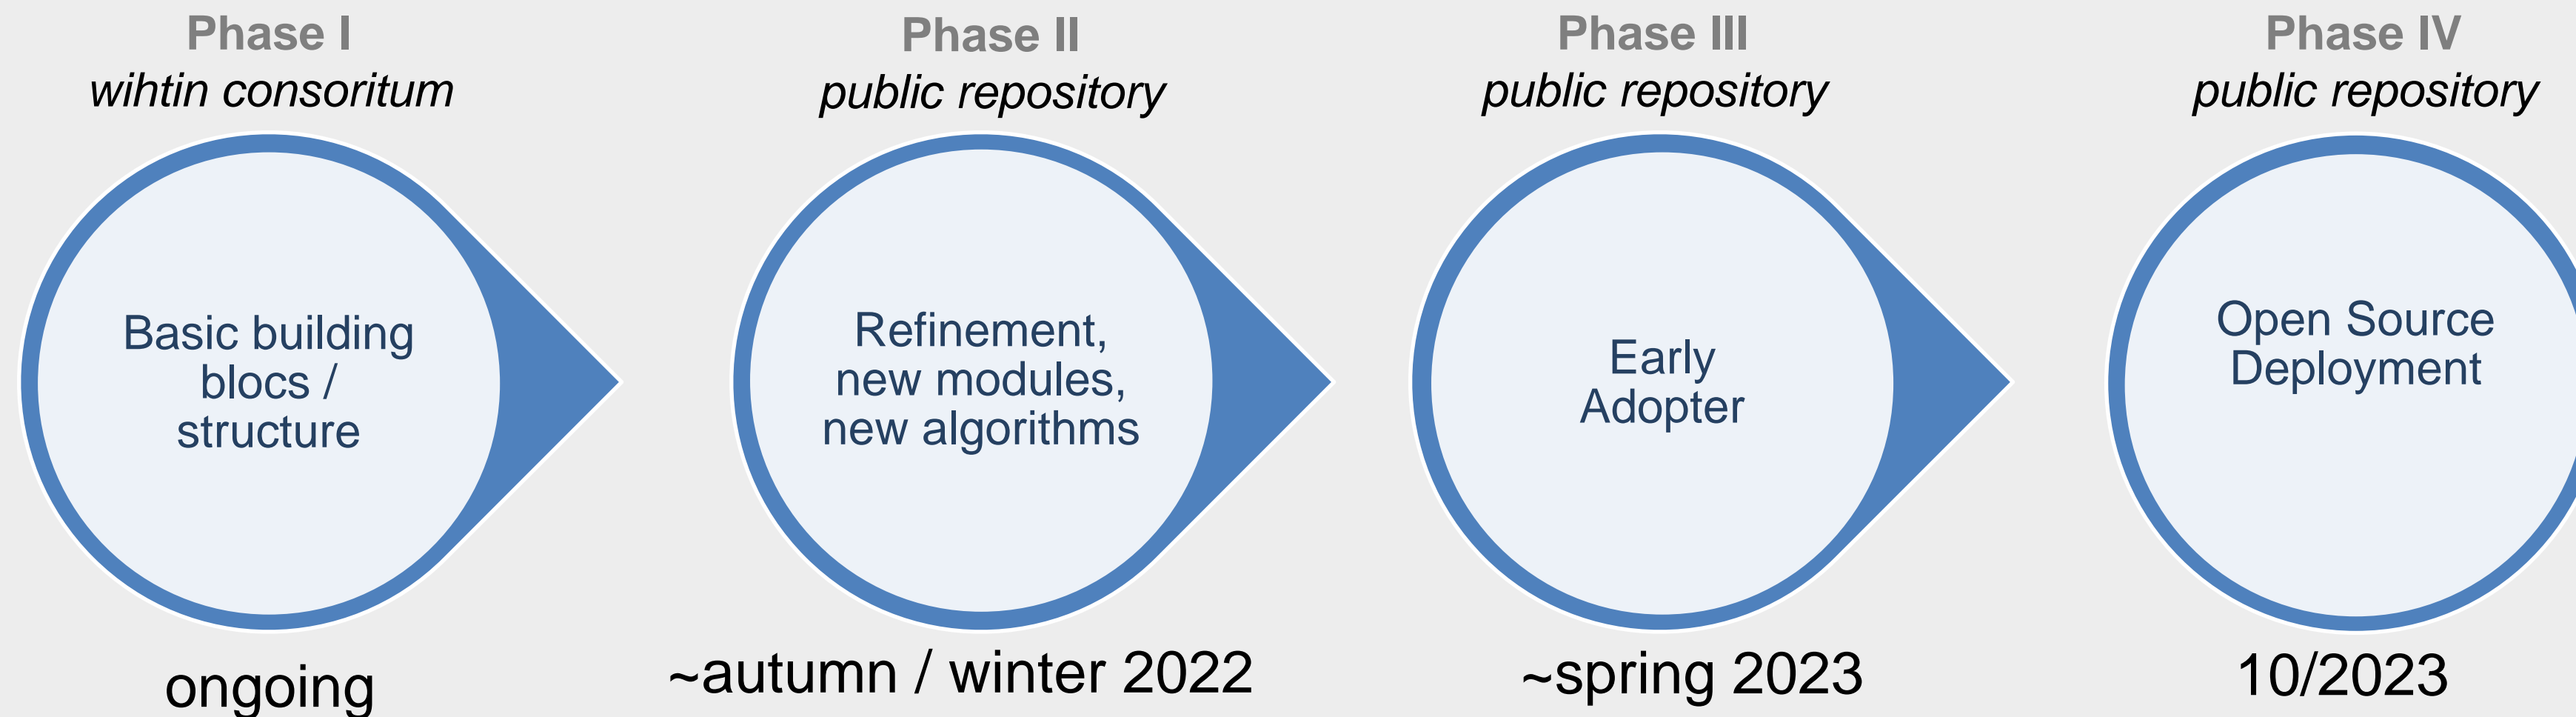 Phase I
wihtin consoritum
Basic building
blocs /
structure
ongoing
Phase II
public repository
Refinement,
new modules,
new algorithms
~autumn / winter 2022
Phase III
public repository
Early
Adopter
~spring 2023
Phase IV
public repository
Open Source
Deployment
10/2023